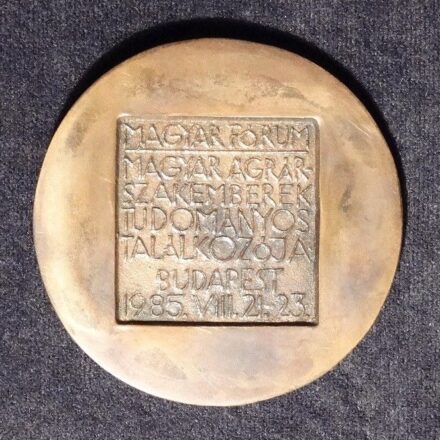 MAGYAR FÓRUM
MAGYAR AGRÁR-
SZAKEMBEREK
TUDOMÁNYOS
TALÁLKOZÓJA
BUDAPEST
1985. VIII. 21. 23.